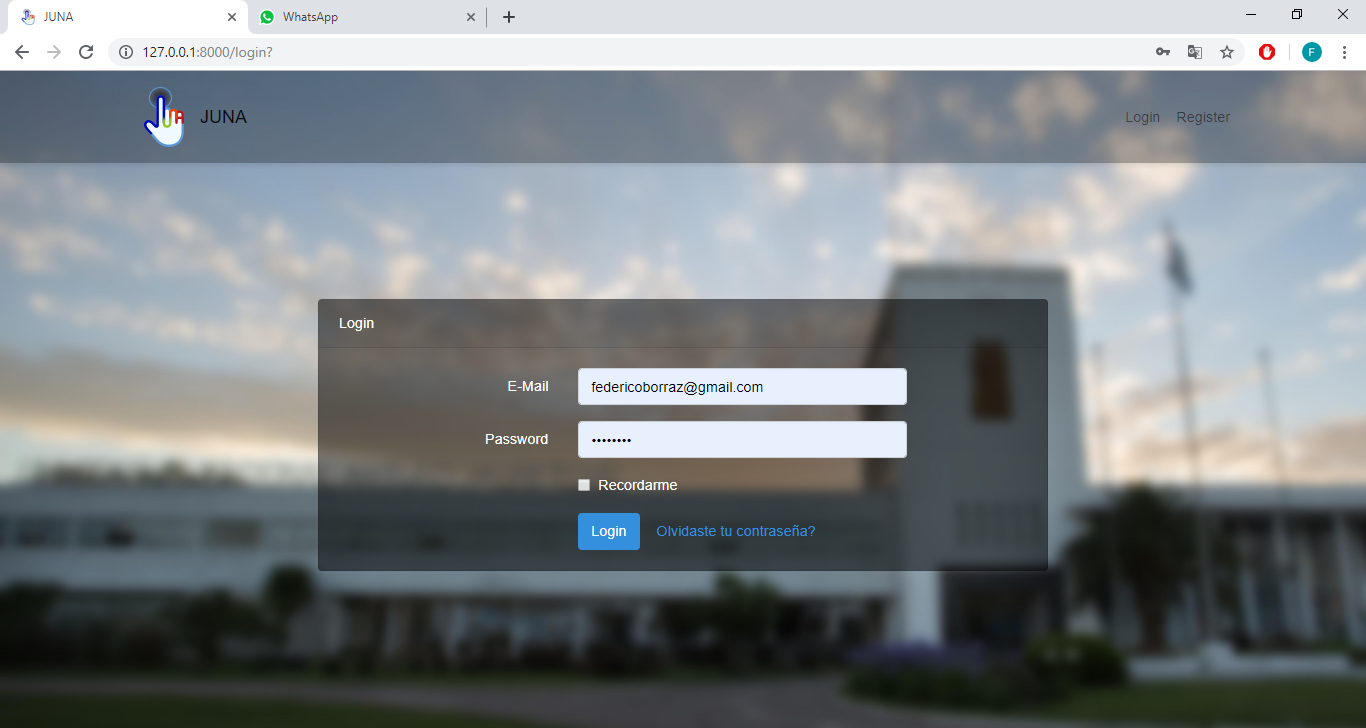 JUNA
WhatsApp
127.0.0.1:8000/login?
F
JUNA
JUNA
Login
Register
Login
E-Mail
federicoborraz@gmail.com
Password
••••••••
Recordarme
Login
Olvidaste tu contraseña?